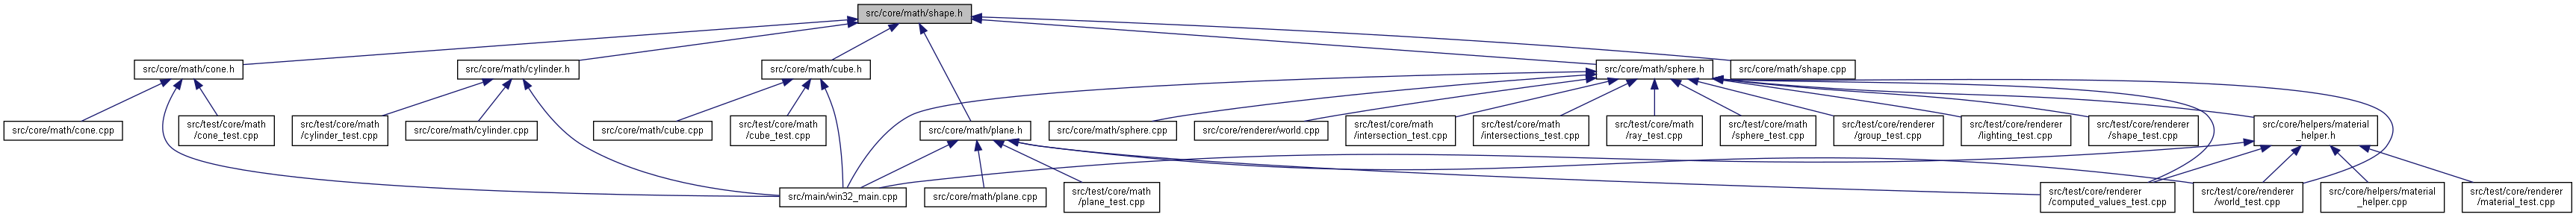 src/core/math/shape.h
src/core/math/cone.h
src/core/math/cylinder.h
src/core/math/cube.h
src/core/math/sphere.h
src/core/math/shape.cpp
src/core/math/cone.cpp
src/test/core/math
/cone_test.cpp
src/test/core/math
/cylinder_test.cpp
src/core/math/cylinder.cpp
src/core/math/cube.cpp
src/test/core/math
/cube_test.cpp
src/core/math/plane.h
src/core/math/sphere.cpp
src/core/renderer/world.cpp
src/test/core/math
/intersection_test.cpp
src/test/core/math
/intersections_test.cpp
src/test/core/math
/ray_test.cpp
src/test/core/math
/sphere_test.cpp
src/test/core/renderer
/group_test.cpp
src/test/core/renderer
/lighting_test.cpp
src/test/core/renderer
/shape_test.cpp
src/core/helpers/material
_helper.h
src/main/win32_main.cpp
src/core/math/plane.cpp
src/test/core/math
/plane_test.cpp
src/test/core/renderer
/computed_values_test.cpp
src/test/core/renderer
/world_test.cpp
src/core/helpers/material
_helper.cpp
src/test/core/renderer
/material_test.cpp